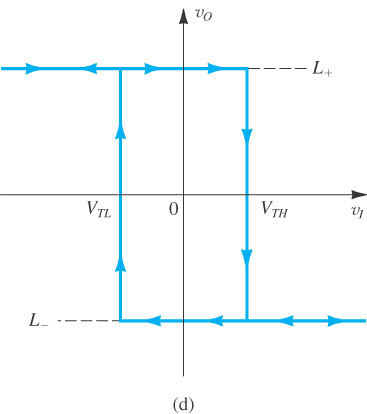 v_O
L_+
V_TL
0
V_TH
v_I
L_−
(d)